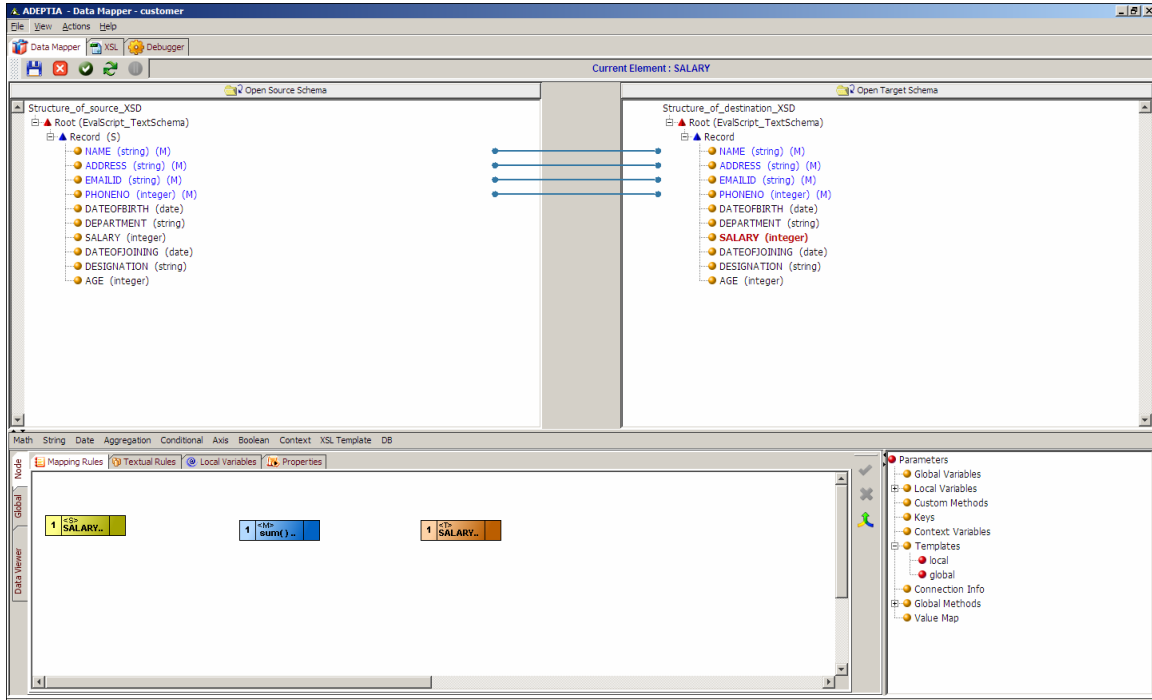 ADEPTIA - Data Mapper - customer
File View Actions Help
Data Mapper XSL Debugger
Current Element : SALARY
Open Source Schema
Structure_of_source_XSD
Root (EvalScript_TextSchema)
Record (S)
NAME (string) (M)
ADDRESS (string) (M)
EMAILID (string) (M)
PHONENO (integer) (M)
DATEOFBIRTH (date)
DEPARTMENT (string)
SALARY (integer)
DATEOFJOINING (date)
DESIGNATION (string)
AGE (integer)
Open Target Schema
Structure_of_destination_XSD
Root (EvalScript_TextSchema)
Record
NAME (string) (M)
ADDRESS (string) (M)
EMAILID (string) (M)
PHONENO (integer) (M)
DATEOFBIRTH (date)
DEPARTMENT (string)
SALARY (integer)
DATEOFJOINING (date)
DESIGNATION (string)
AGE (integer)
Math String Date Aggregation Conditional Axis Boolean Context XSL Template DB
Node
Global
Data Viewer
Mapping Rules Textual Rules Local Variables Properties
1 <S> SALARY..
1 <M> sum() ..
1 <T> SALARY..
Parameters
Global Variables
Local Variables
Custom Methods
Keys
Context Variables
Templates
local
global
Connection Info
Global Methods
Value Map